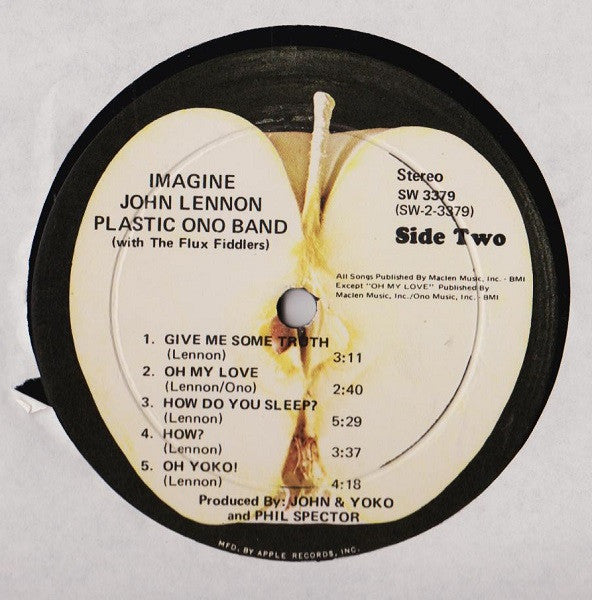 IMAGINE
JOHN LENNON
PLASTIC ONO BAND
(with The Flux Fiddlers)
Stereo
SW 3379
(SW-2-3379)
Side Two
All Songs Published By Maclen Music, Inc. - BMI
Except "OH MY LOVE" Published By
Maclen Music, Inc./Ono Music, Inc. - BMI
1. GIVE ME SOME TRUTH
(Lennon) 3:11
2. OH MY LOVE
(Lennon/Ono) 2:40
3. HOW DO YOU SLEEP?
(Lennon) 5:29
4. HOW?
(Lennon) 3:37
5. OH YOKO!
(Lennon) 4:18
Produced By: JOHN & YOKO
and PHIL SPECTOR
MFD. BY APPLE RECORDS, INC.